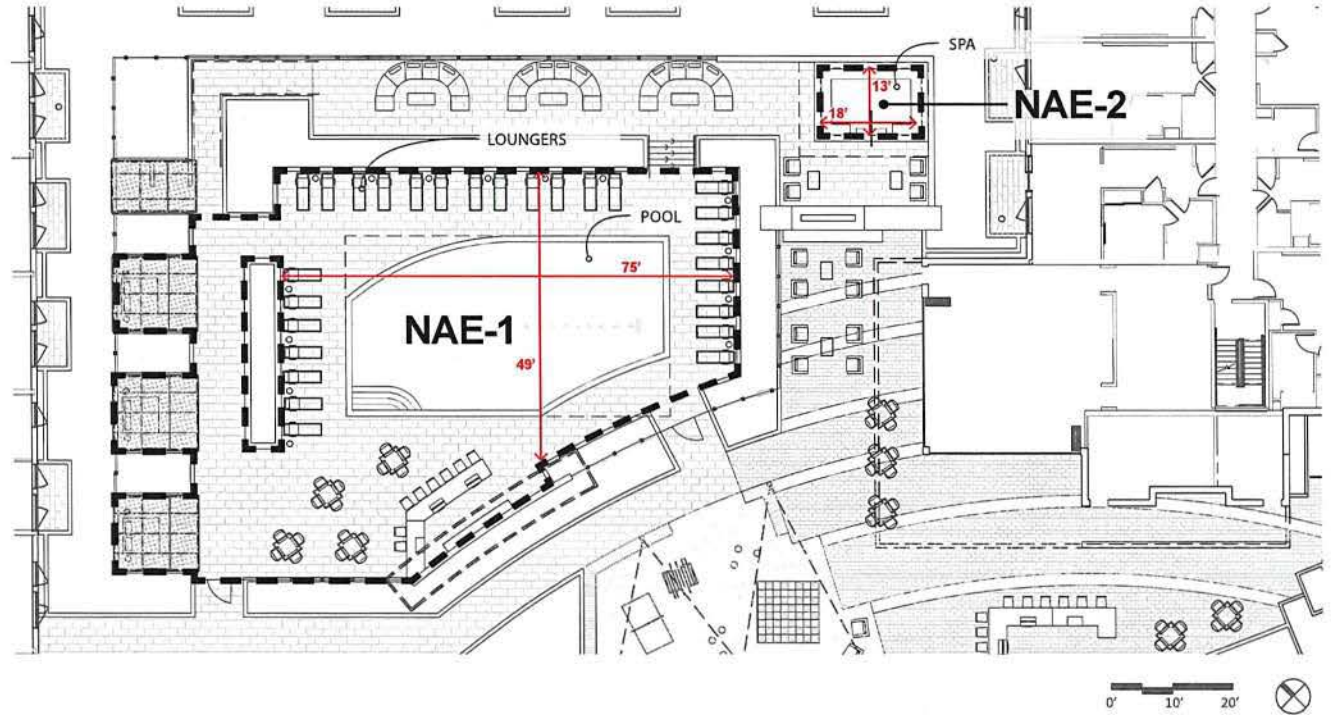 SPA
13'
NAE-2
18'
LOUNGERS
POOL
75'
NAE-1
49'
0'
10'
20'